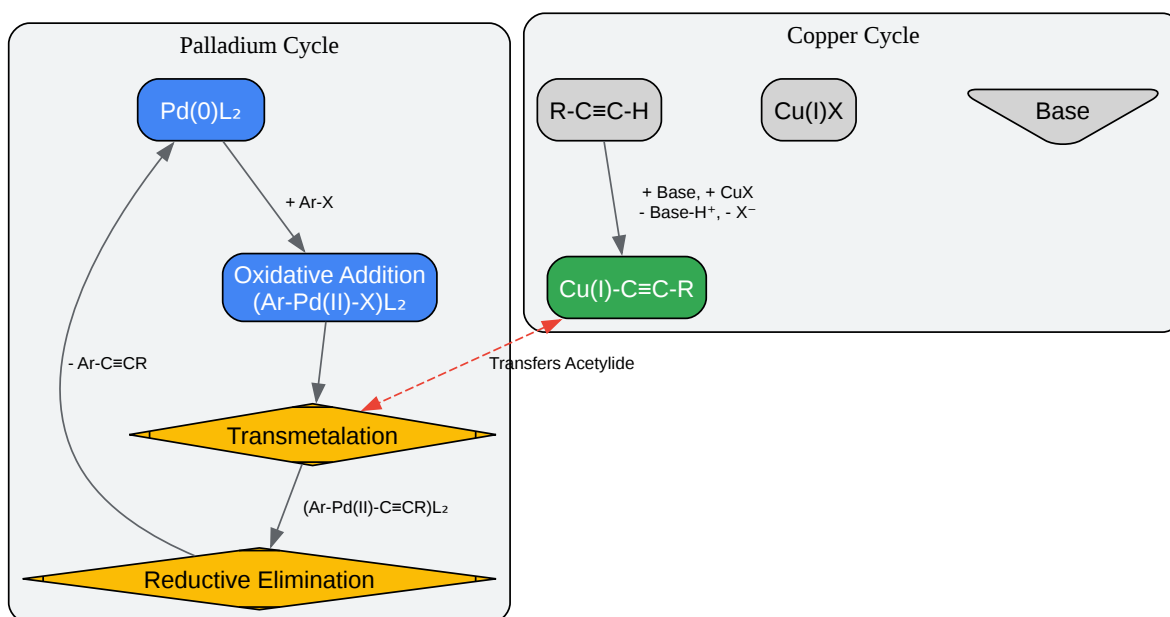 Palladium Cycle
Pd(0)L₂
+ Ar-X
Oxidative Addition
(Ar-Pd(II)-X)L₂
- Ar-C≡CR
Transmetalation
(Ar-Pd(II)-C≡CR)L₂
Reductive Elimination
Copper Cycle
R-C≡C-H
Cu(I)X
Base
+ Base, + CuX
- Base-H⁺, - X⁻
Cu(I)-C≡C-R
Transfers Acetylide